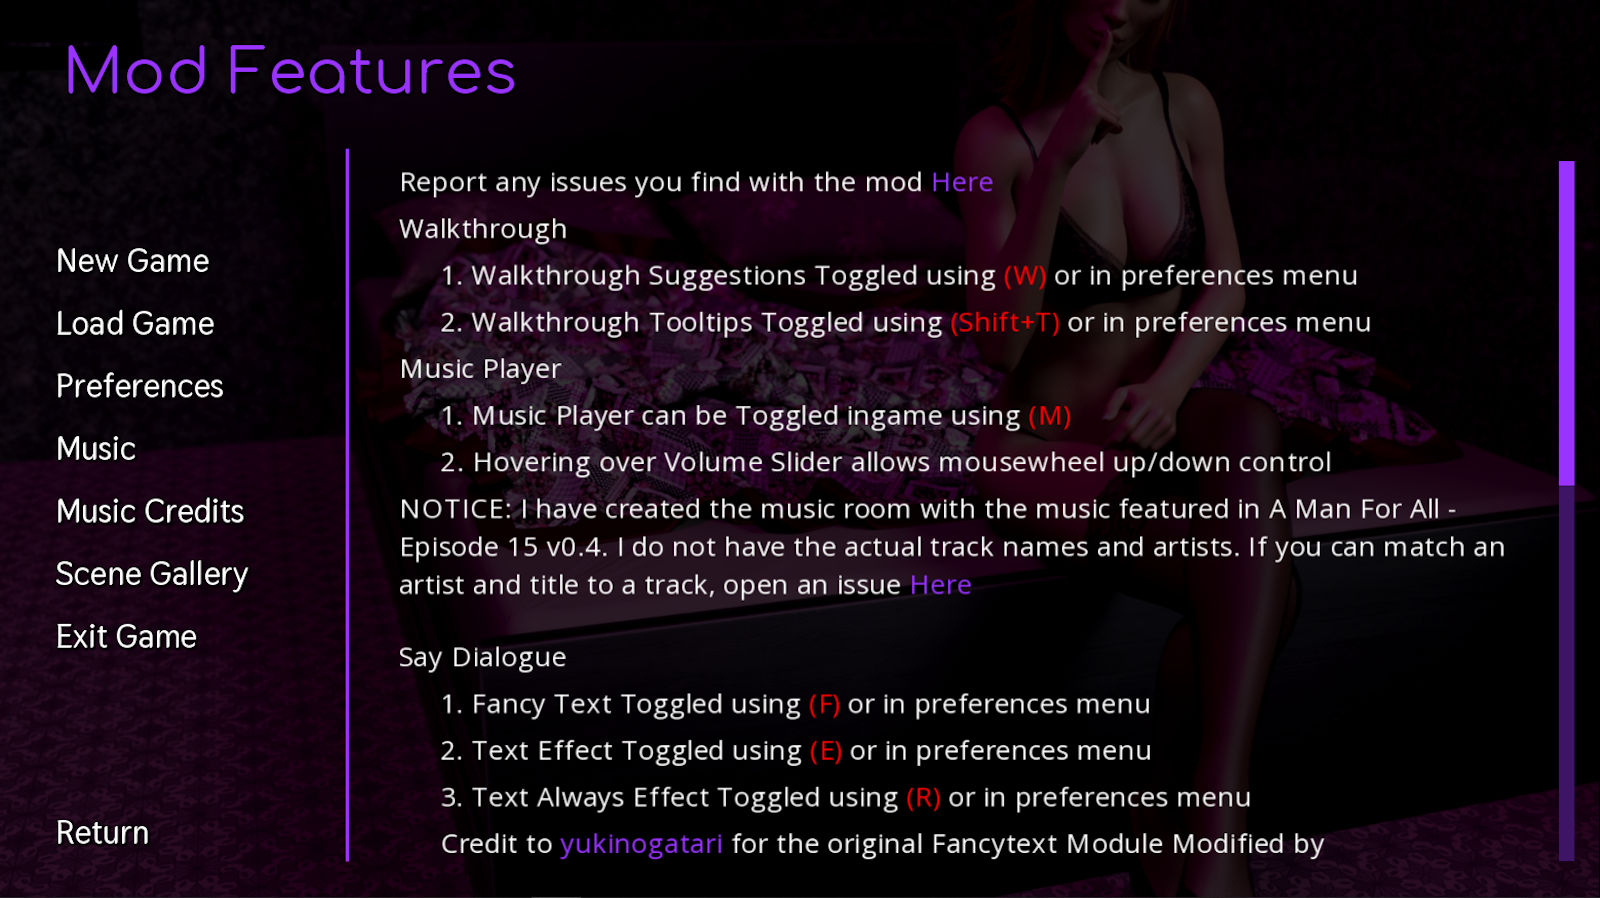 Mod Features
New Game
Load Game
Preferences
Music
Music Credits
Scene Gallery
Exit Game
Return
Report any issues you find with the mod Here
Walkthrough
1. Walkthrough Suggestions Toggled using (W) or in preferences menu
2. Walkthrough Tooltips Toggled using (Shift+T) or in preferences menu
Music Player
1. Music Player can be Toggled ingame using (M)
2. Hovering over Volume Slider allows mousewheel up/down control
NOTICE: I have created the music room with the music featured in A Man For All -
Episode 15 v0.4. I do not have the actual track names and artists. If you can match an
artist and title to a track, open an issue Here
Say Dialogue
1. Fancy Text Toggled using (F) or in preferences menu
2. Text Effect Toggled using (E) or in preferences menu
3. Text Always Effect Toggled using (R) or in preferences menu
Credit to yukinogatari for the original Fancytext Module Modified by